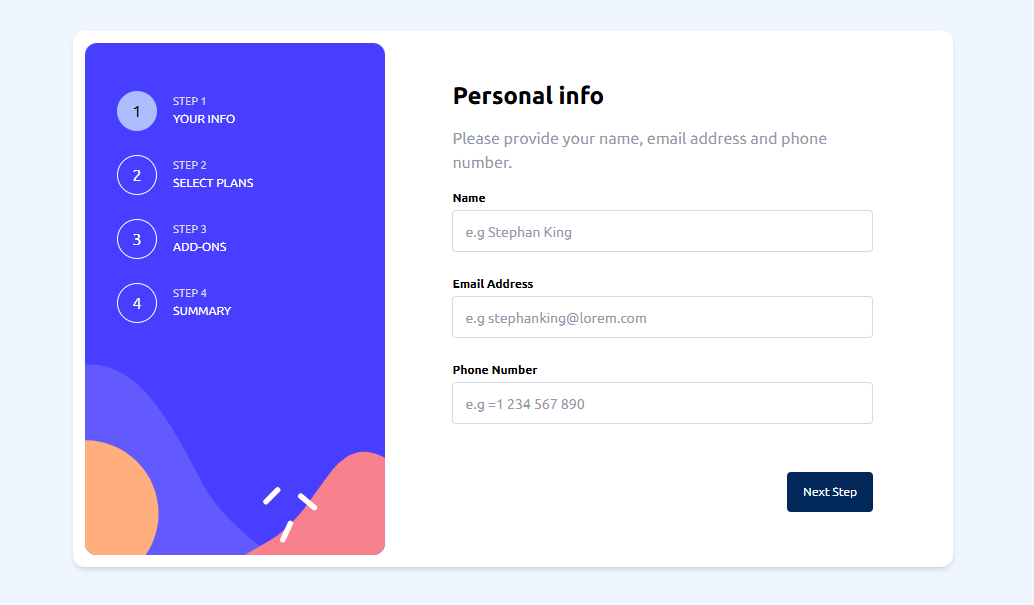 1
STEP 1
YOUR INFO
2
STEP 2
SELECT PLANS
3
STEP 3
ADD-ONS
4
STEP 4
SUMMARY
Personal info
Please provide your name, email address and phone
number.
Name
e.g Stephan King
Email Address
e.g stephanking@lorem.com
Phone Number
e.g =1 234 567 890
Next Step